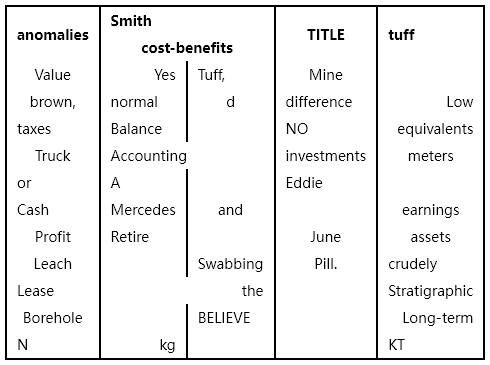 anomalies Smith cost-benefits TITLE tuff
Value Yes Tuff, Mine
brown, normal d difference Low
taxes Balance NO equivalents
Truck Accounting investments meters
or A Eddie
Cash Mercedes and earnings
Profit Retire June assets
Leach Swabbing Pill. crudely
Lease the Stratigraphic
Borehole BELIEVE Long-term
N kg KT